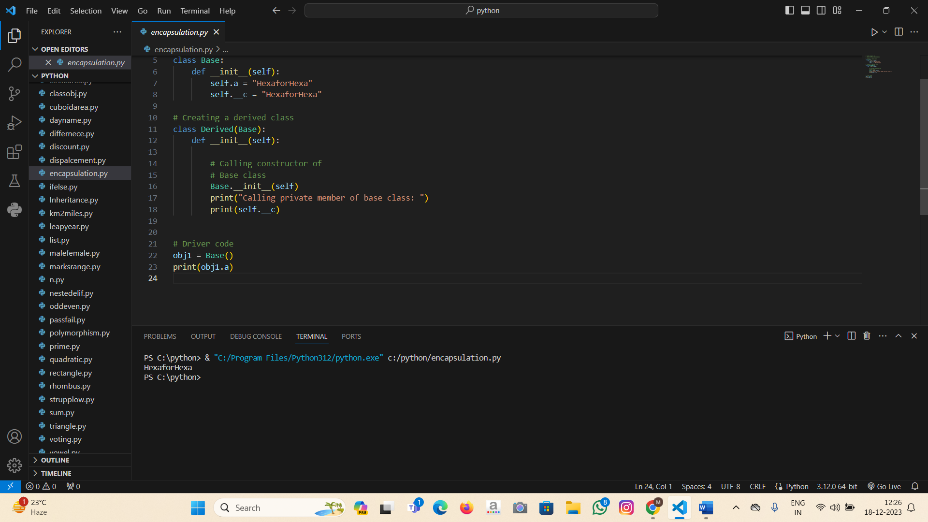 File Edit Selection View Go Run Terminal Help
python
EXPLORER
encapsulation.py
OPEN EDITORS
encapsulation.py > ...
encapsulation.py
PYTHON
classobj.py
cuboidarea.py
dayname.py
differnece.py
discount.py
dispalcement.py
encapsulation.py
ifelse.py
Inheritance.py
km2miles.py
leapyear.py
list.py
malefemale.py
marksrange.py
n.py
nestedelif.py
oddeven.py
passfail.py
polymorphism.py
prime.py
quadratic.py
rectangle.py
rhombus.py
strupplow.py
sum.py
triangle.py
voting.py
vowel.py
OUTLINE
TIMELINE
5 class Base:
6 def __init__(self):
7 self.a = "HexaforHexa"
8 self.__c = "HexaforHexa"
9
10 # Creating a derived class
11 class Derived(Base):
12 def __init__(self):
13
14 # Calling constructor of
15 # Base class
16 Base.__init__(self)
17 print("Calling private member of base class: ")
18 print(self.__c)
19
20
21 # Driver code
22 obj1 = Base()
23 print(obj1.a)
24
PROBLEMS OUTPUT DEBUG CONSOLE TERMINAL PORTS
Python
PS C:\python> & "C:/Program Files/Python312/python.exe" c:/python/encapsulation.py
HexaforHexa
PS C:\python>
0 0 0 Ln 24, Col 1 Spaces: 4 UTF-8 CRLF Python 3.12.0 64-bit Go Live
1
23°C
Haze
Search
PRE
1
8
M
ENG
IN
12:26
18-12-2023